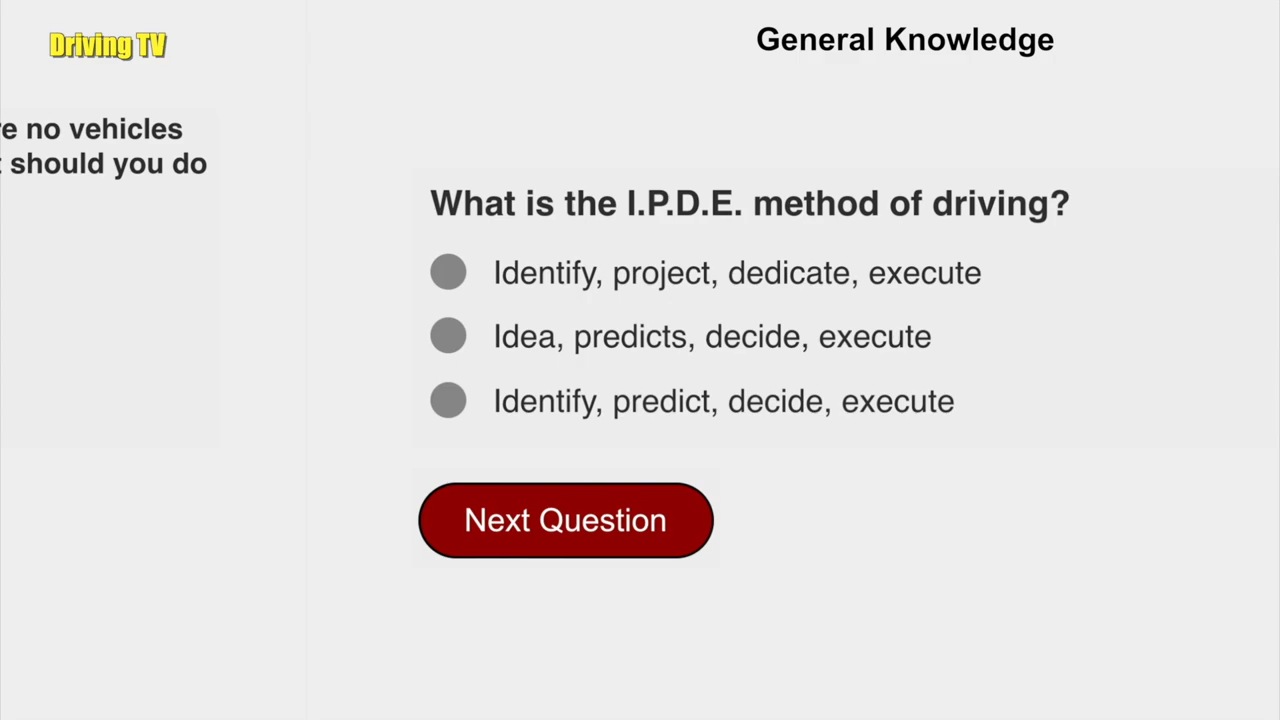 Driving TV
General Knowledge
re no vehicles
should you do
What is the I.P.D.E. method of driving?
Identify, project, dedicate, execute
Idea, predicts, decide, execute
Identify, predict, decide, execute
Next Question